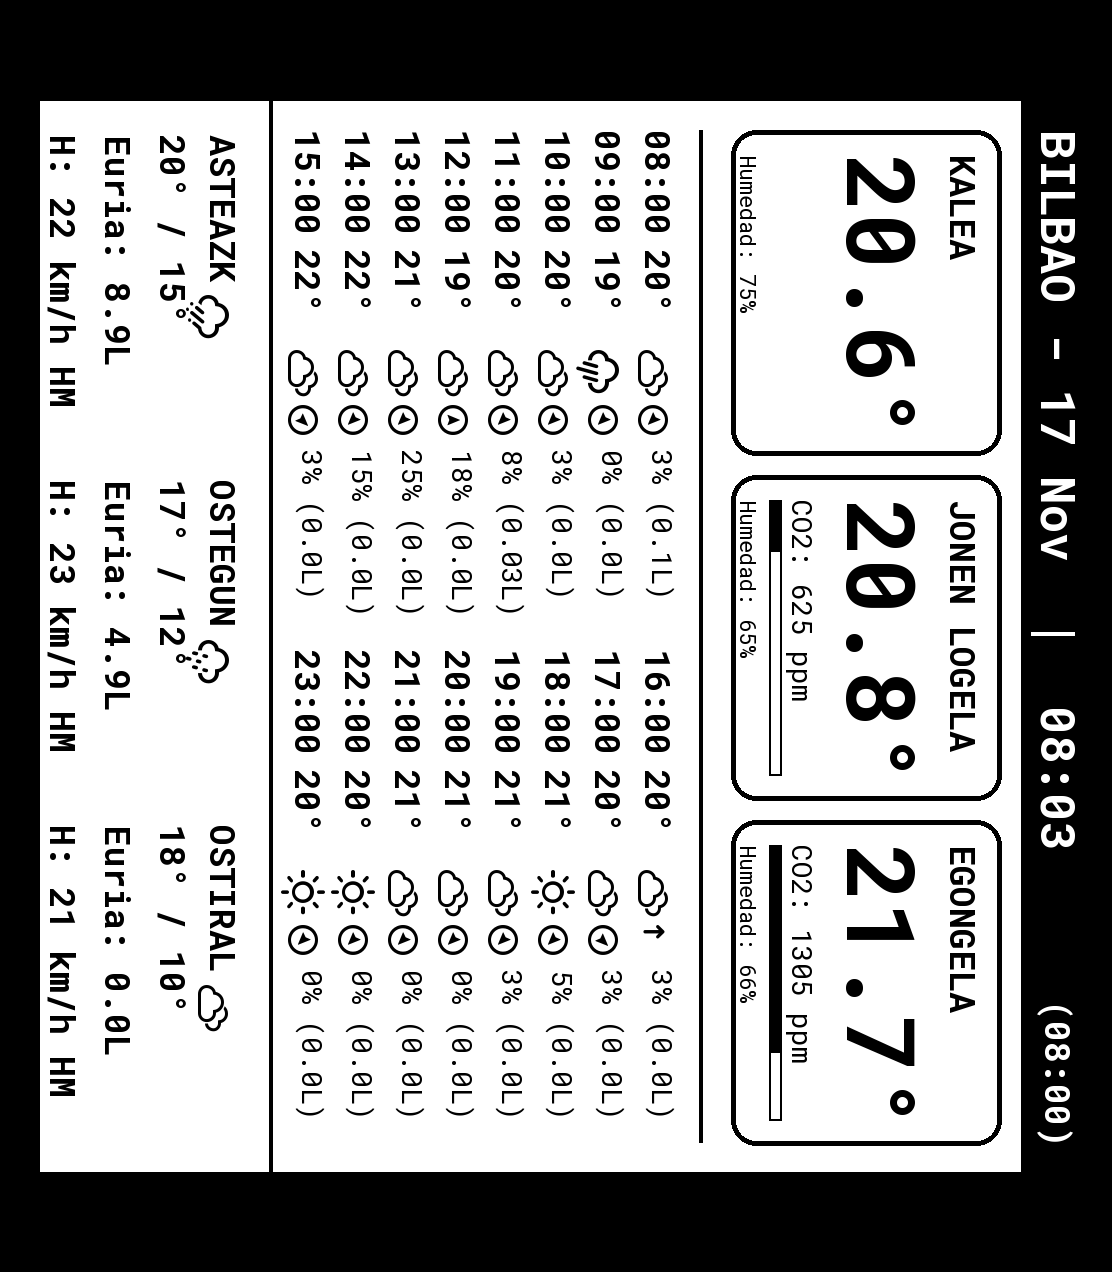 BILBAO - 17 Nov | 08:03 (08:00)
KALEA
20.6°
Humedad: 75%
JONEN LOGELA
20.8°
CO2: 625 ppm
Humedad: 65%
EGONGELA
21.7°
CO2: 1305 ppm
Humedad: 66%
08:00 20° 3% (0.1L)
09:00 19° 0% (0.0L)
10:00 20° 3% (0.0L)
11:00 20° 8% (0.03L)
12:00 19° 18% (0.0L)
13:00 21° 25% (0.0L)
14:00 22° 15% (0.0L)
15:00 22° 3% (0.0L)
16:00 20° 3% (0.0L)
17:00 20° 3% (0.0L)
18:00 21° 5% (0.0L)
19:00 21° 3% (0.0L)
20:00 21° 0% (0.0L)
21:00 21° 0% (0.0L)
22:00 20° 0% (0.0L)
23:00 20° 0% (0.0L)
ASTEAZK
20° / 15°
Euria: 8.9L
H: 22 km/h HM
OSTEGUN
17° / 12°
Euria: 4.9L
H: 23 km/h HM
OSTIRAL
18° / 10°
Euria: 0.0L
H: 21 km/h HM